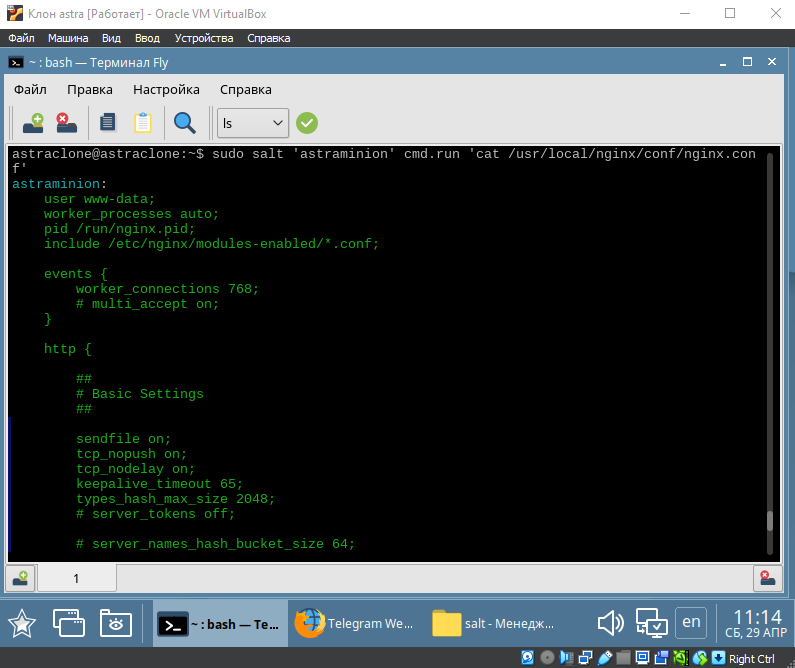 Клон astra [Работает] - Oracle VM VirtualBox
Файл Машина Вид Ввод Устройства Справка
~ : bash — Терминал Fly
Файл Правка Настройка Справка
ls
astraclone@astraclone:~$ sudo salt 'astraminion' cmd.run 'cat /usr/local/nginx/conf/nginx.con
f'
astraminion:
    user www-data;
    worker_processes auto;
    pid /run/nginx.pid;
    include /etc/nginx/modules-enabled/*.conf;

    events {
        worker_connections 768;
        # multi_accept on;
    }

    http {

        ##
        # Basic Settings
        ##

        sendfile on;
        tcp_nopush on;
        tcp_nodelay on;
        keepalive_timeout 65;
        types_hash_max_size 2048;
        # server_tokens off;

        # server_names_hash_bucket_size 64;
1
~ : bash — Те...
Telegram We...
salt - Менедж...
en
11:14
СБ, 29 АПР
Right Ctrl